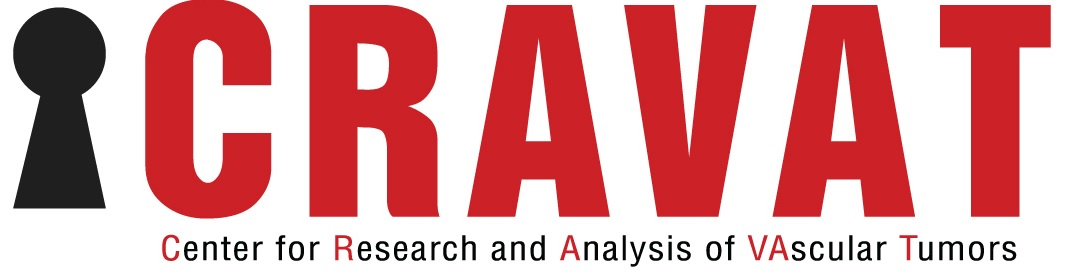 CRAVAT
Center for Research and Analysis of VAscular Tumors